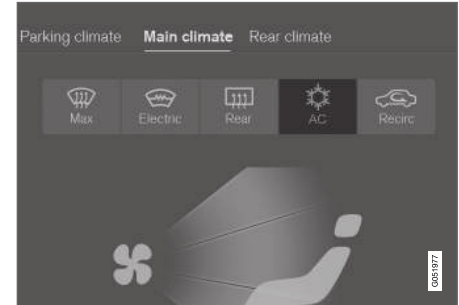 Parking climate Main climate Rear climate
Max Electric Rear AC Recirc
G051977